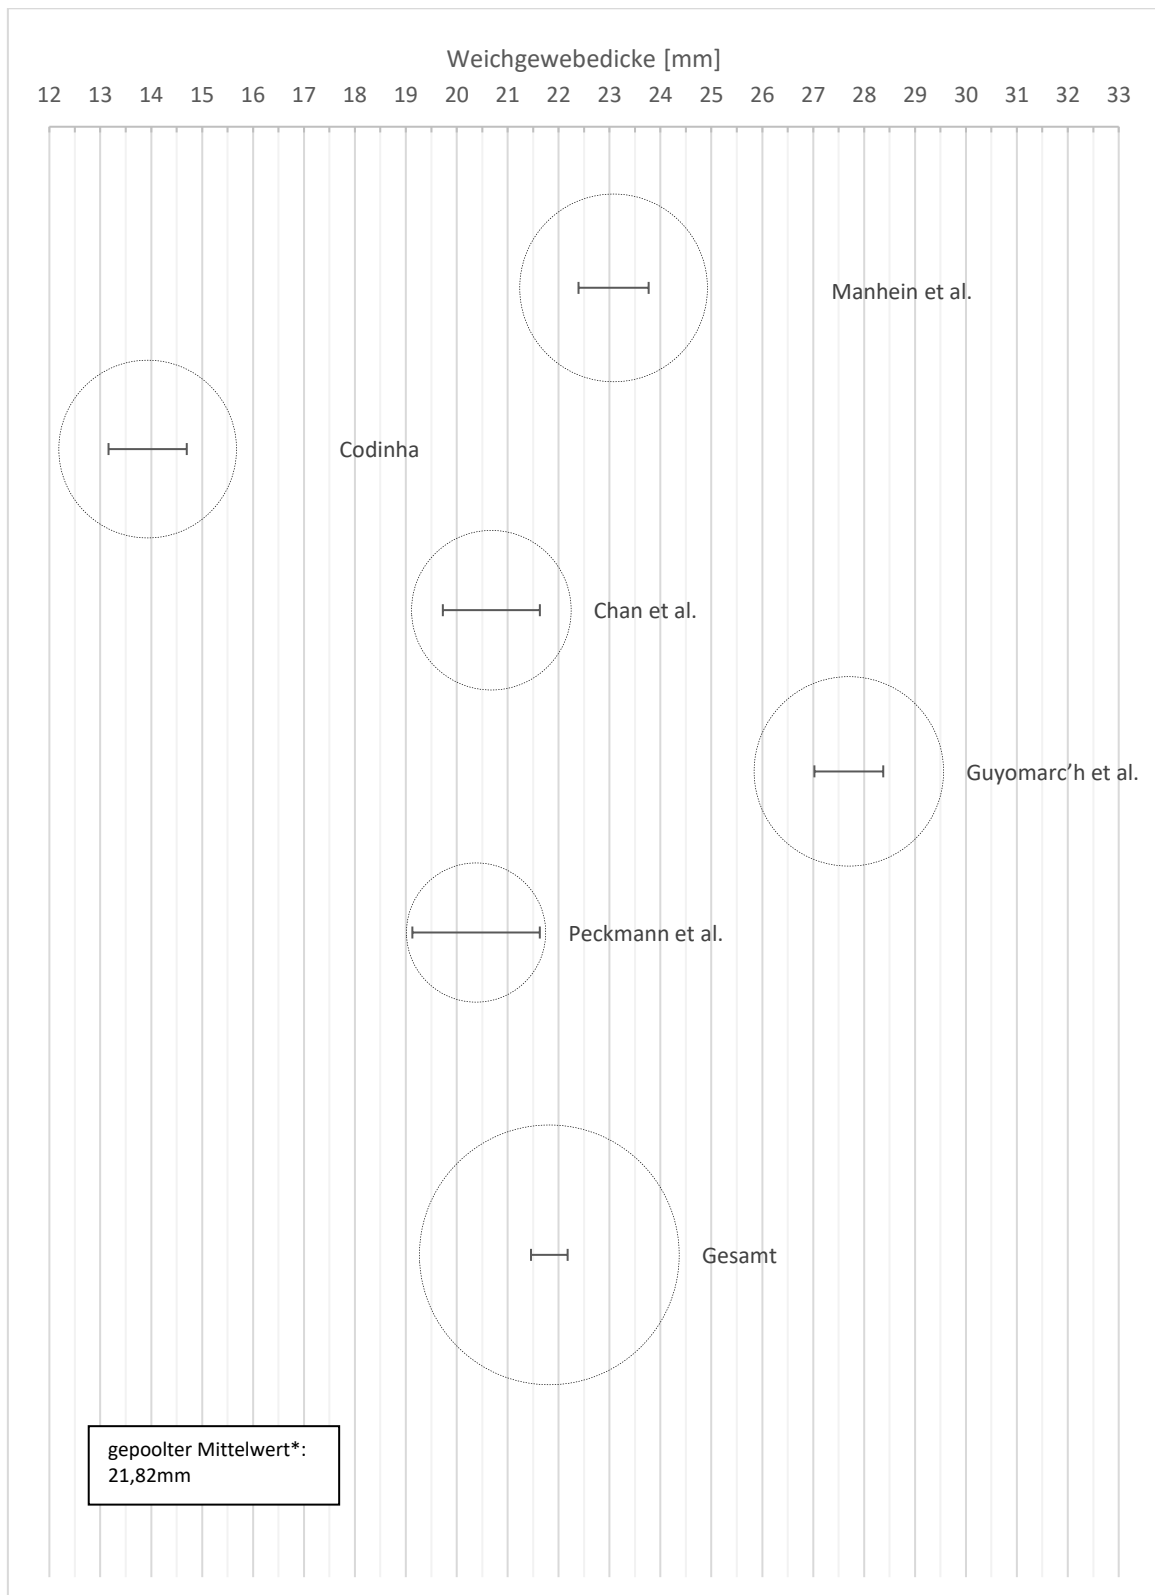 Weichgewebedicke [mm]
12 13 14 15 16 17 18 19 20 21 22 23 24 25 26 27 28 29 30 31 32 33
Manhein et al.
Codinha
Chan et al.
Guyomarc’h et al.
Peckmann et al.
Gesamt
gepoolter Mittelwert*:
21,82mm